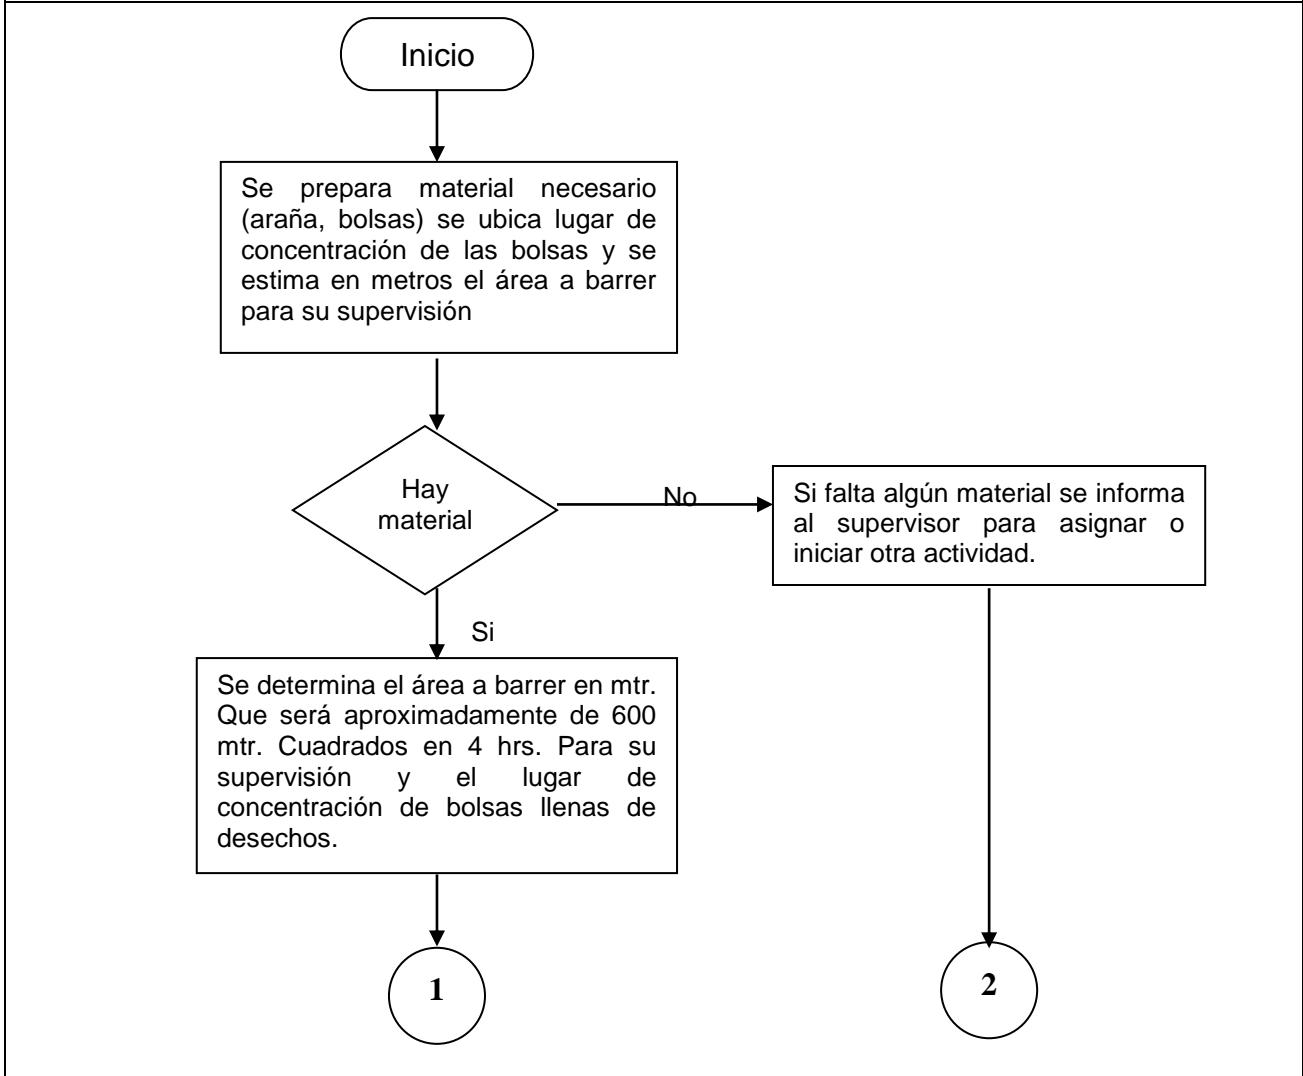 Inicio
Se prepara material necesario
(araña, bolsas) se ubica lugar de
concentración de las bolsas y se
estima en metros el área a barrer
para su supervisión
Hay
material
No
Si falta algún material se informa
al supervisor para asignar o
iniciar otra actividad.
Si
Se determina el área a barrer en mtr.
Que será aproximadamente de 600
mtr. Cuadrados en 4 hrs. Para su
supervisión y el lugar de
concentración de bolsas llenas de
desechos.
1
2